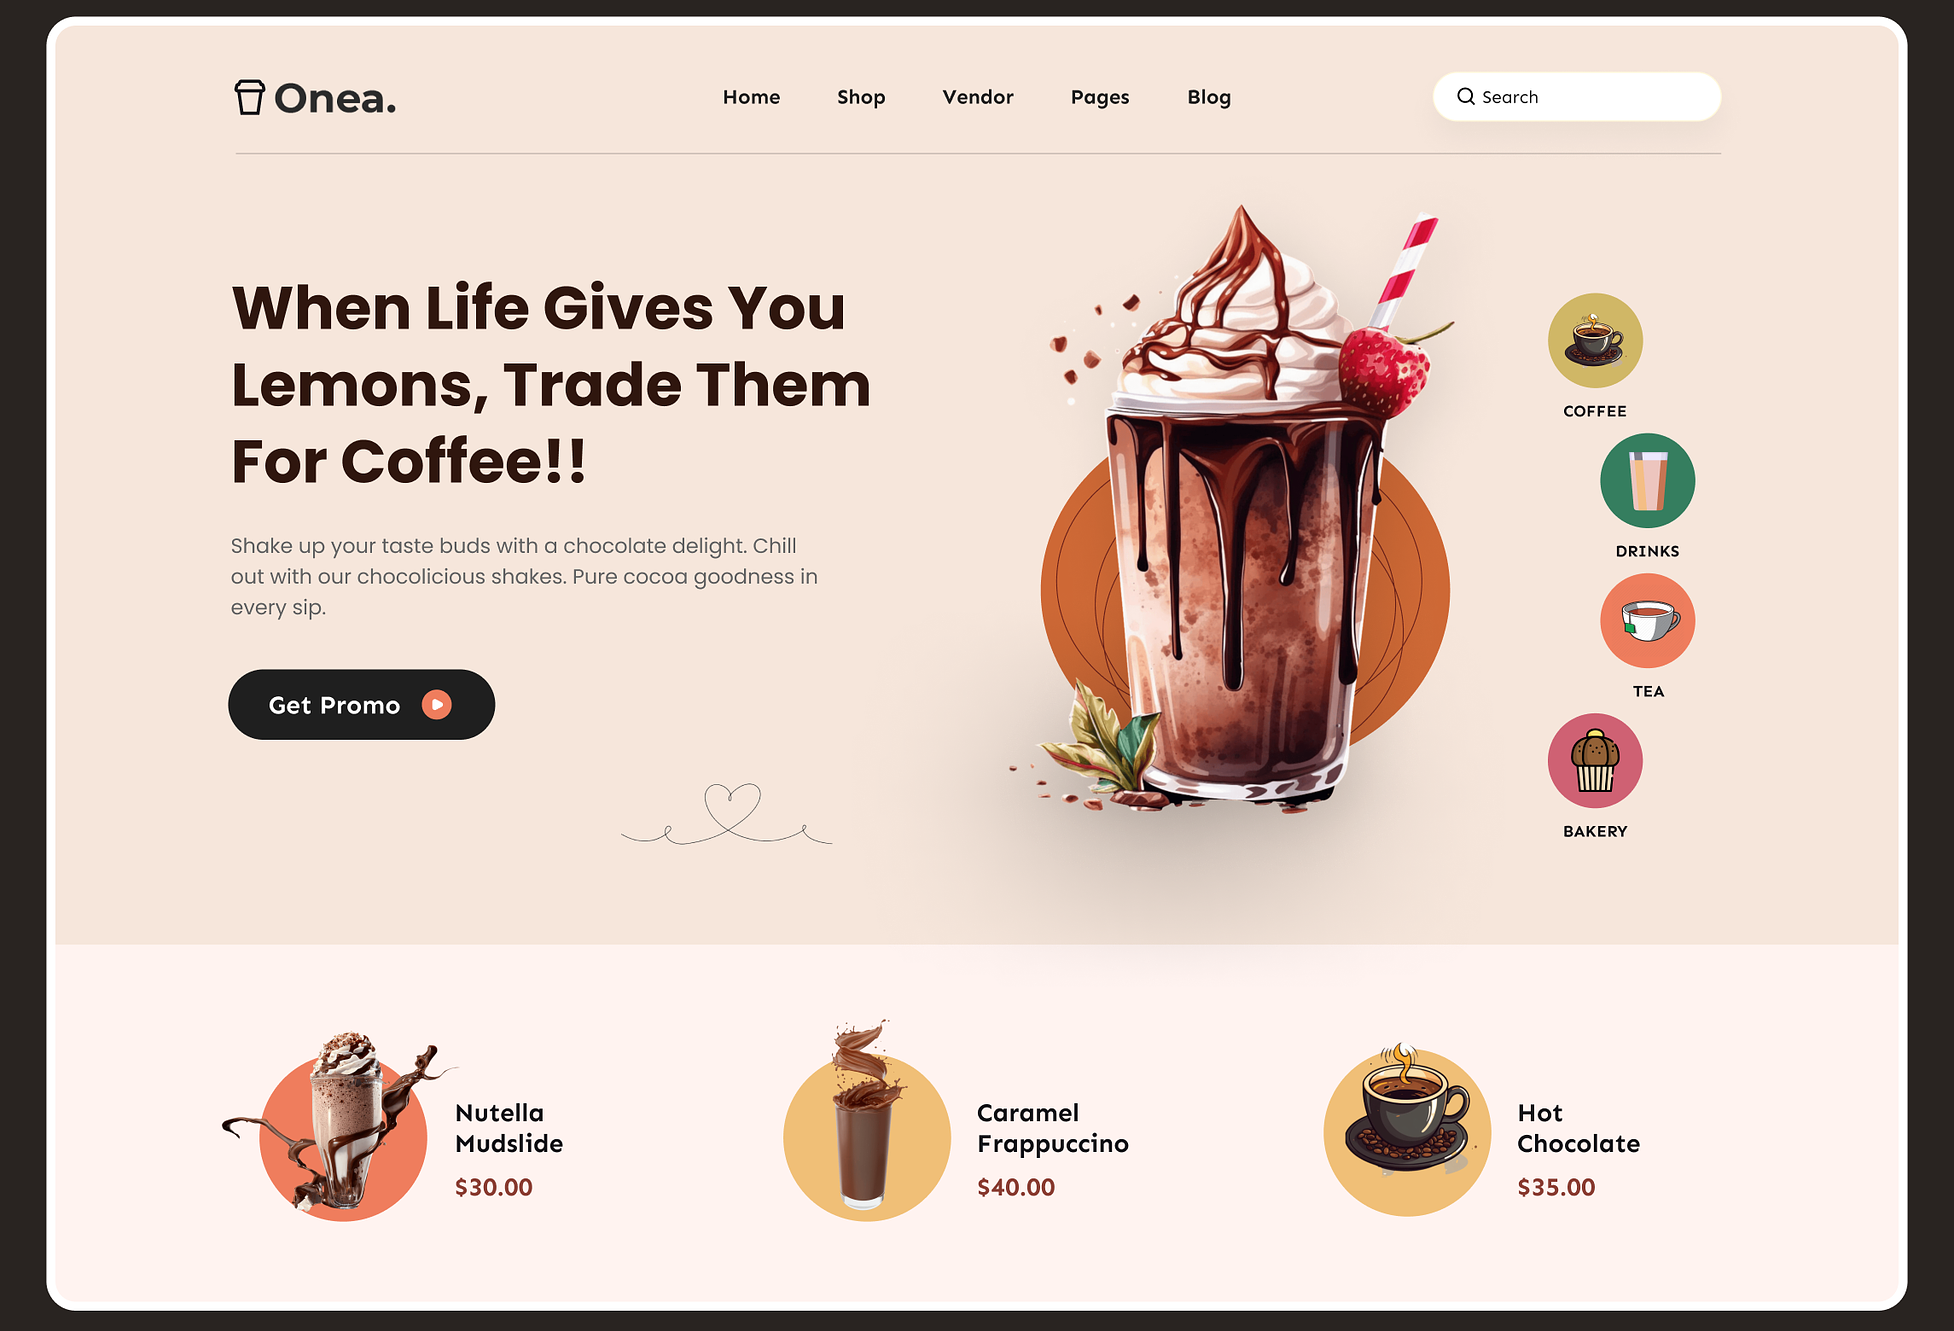 Onea.
Home
Shop
Vendor
Pages
Blog
Search
When Life Gives You
Lemons, Trade Them
For Coffee!!
Shake up your taste buds with a chocolate delight. Chill
out with our chocolicious shakes. Pure cocoa goodness in
every sip.
Get Promo
COFFEE
DRINKS
TEA
BAKERY
Nutella
Mudslide
$30.00
Caramel
Frappuccino
$40.00
Hot
Chocolate
$35.00